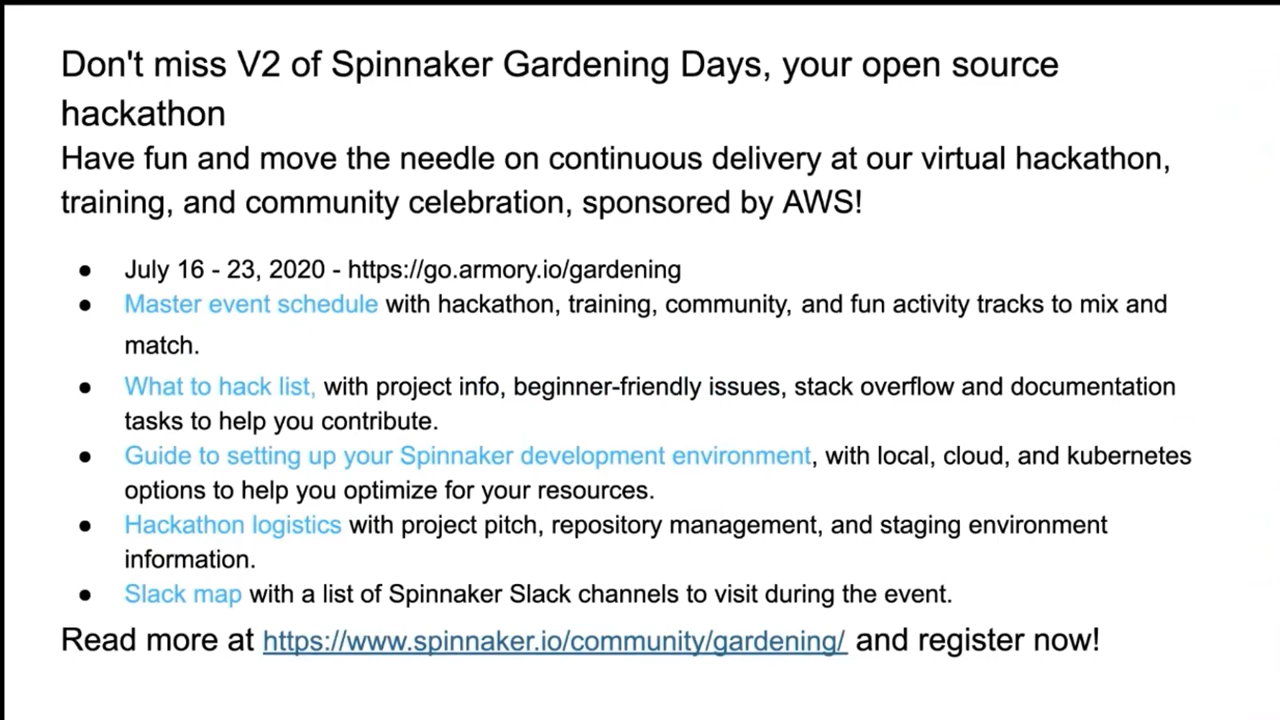 Don't miss V2 of Spinnaker Gardening Days, your open source
hackathon
Have fun and move the needle on continuous delivery at our virtual hackathon,
training, and community celebration, sponsored by AWS!
● July 16 - 23, 2020 - https://go.armory.io/gardening
● Master event schedule with hackathon, training, community, and fun activity tracks to mix and
match.
● What to hack list, with project info, beginner-friendly issues, stack overflow and documentation
tasks to help you contribute.
● Guide to setting up your Spinnaker development environment, with local, cloud, and kubernetes
options to help you optimize for your resources.
● Hackathon logistics with project pitch, repository management, and staging environment
information.
● Slack map with a list of Spinnaker Slack channels to visit during the event.
Read more at https://www.spinnaker.io/community/gardening/ and register now!